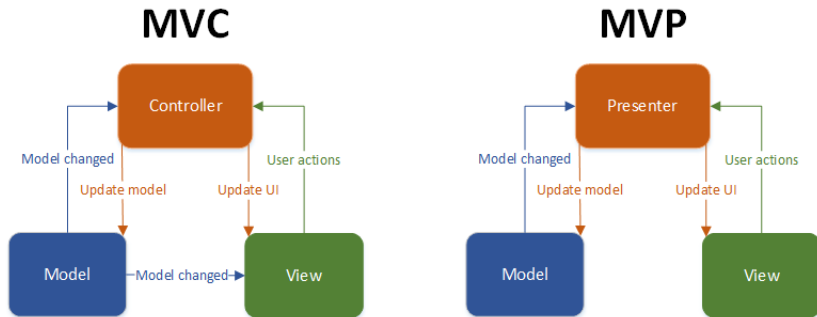 MVC
MVP
Controller
Model changed
User actions
Update model
Update UI
Model
Model changed
View
Presenter
Model changed
User actions
Update model
Update UI
Model
View